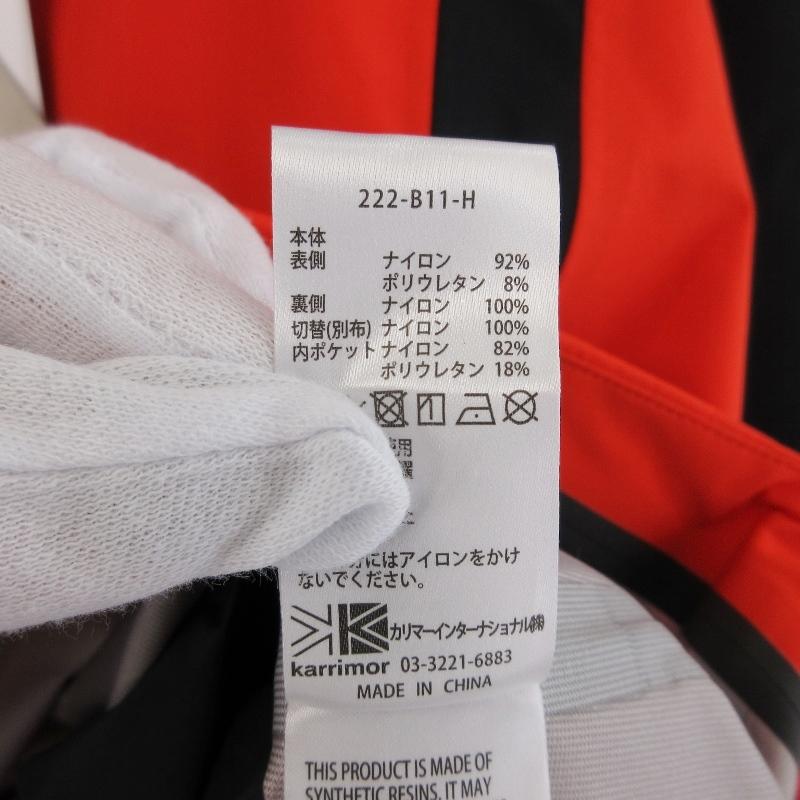 222-B11-H
本体
表側 ナイロン 92%
ポリウレタン 8%
裏側 ナイロン 100%
切替(別布) ナイロン 100%
内ポケット ナイロン 82%
ポリウレタン 18%
にはアイロンをかけ
ないでください。
カリマーインターナショナル㈱
karrimor 03-3221-6883
MADE IN CHINA
THIS PRODUCT IS MADE OF
SYNTHETIC RESINS. IT MAY